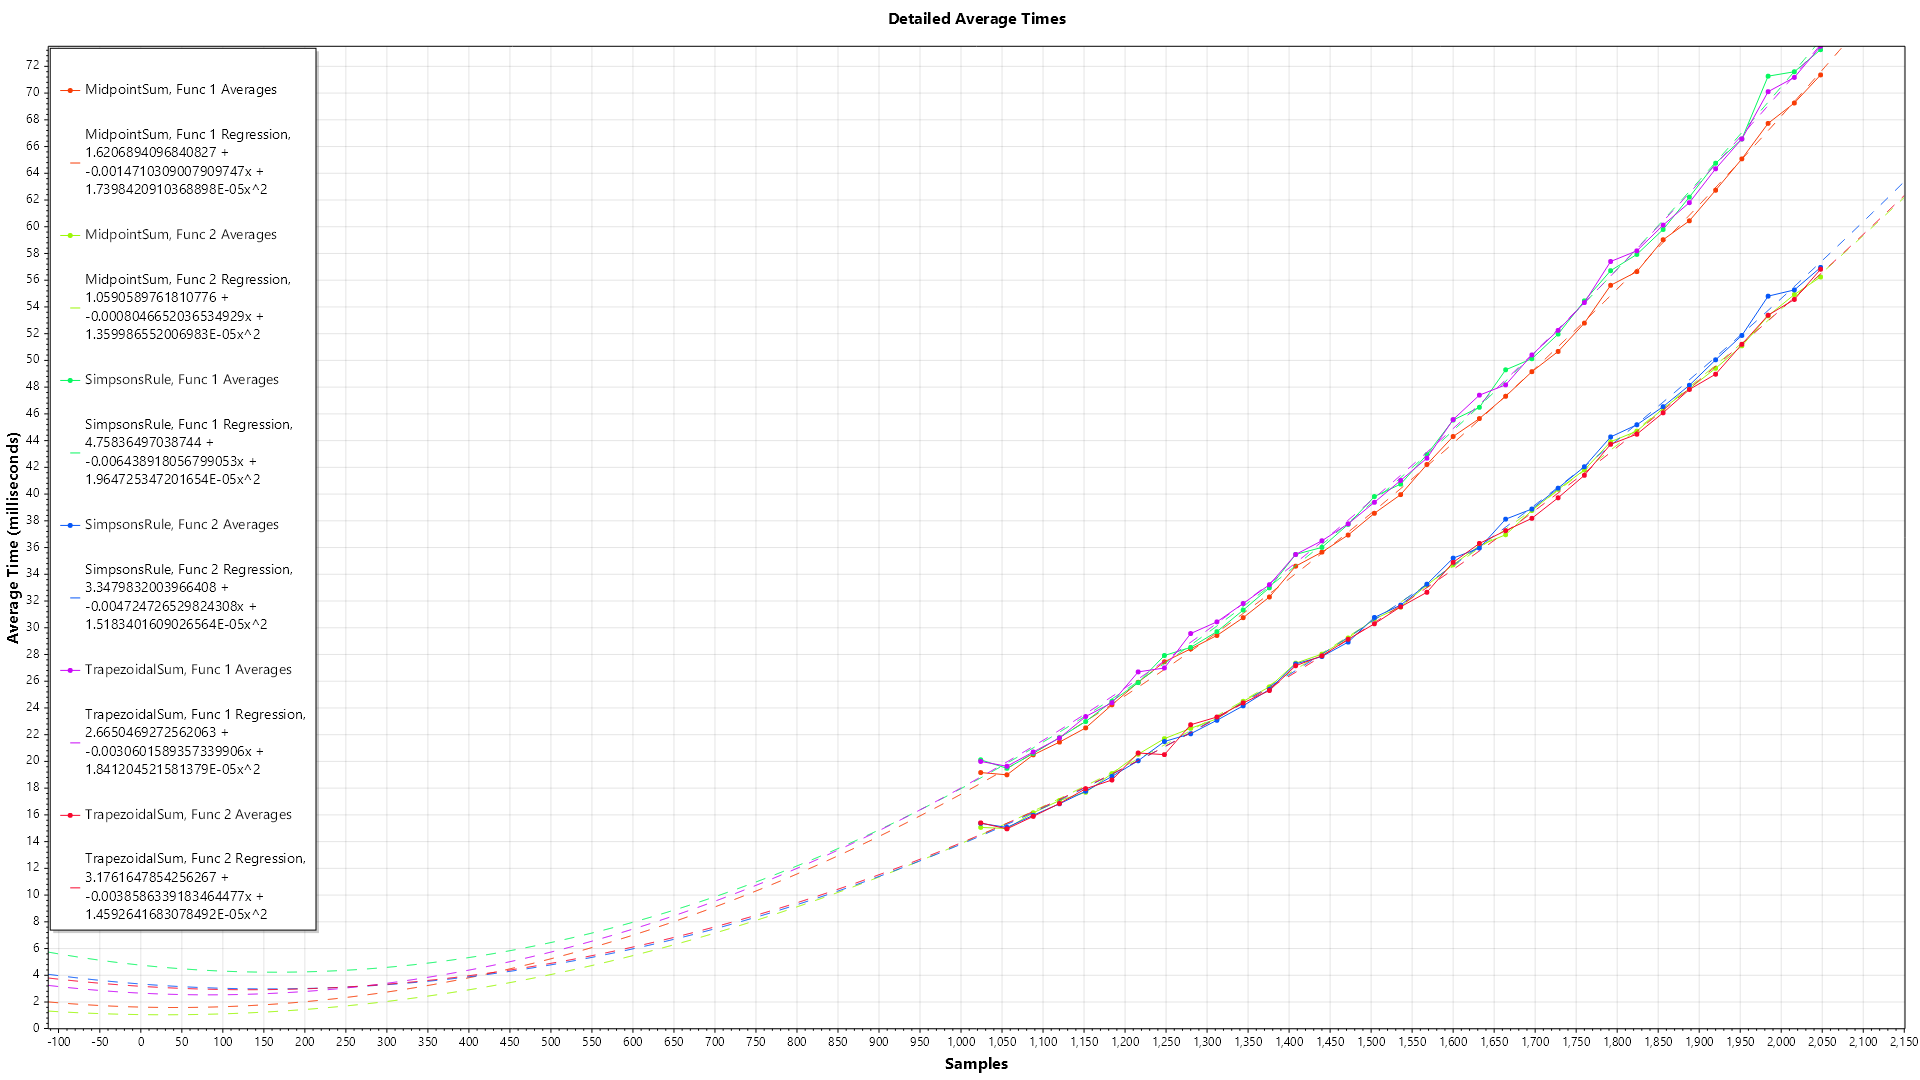 Detailed Average Times
MidpointSum, Func 1 Averages
MidpointSum, Func 1 Regression,
1.6206894096840827 +
-0.0014710309007909747x +
1.7398420910368898E-05x^2
MidpointSum, Func 2 Averages
MidpointSum, Func 2 Regression,
1.0590589761810776 +
-0.0008046652036534929x +
1.359986552006983E-05x^2
SimpsonsRule, Func 1 Averages
SimpsonsRule, Func 1 Regression,
4.75836497038744 +
-0.006438918056799053x +
1.964725347201654E-05x^2
SimpsonsRule, Func 2 Averages
SimpsonsRule, Func 2 Regression,
3.3479832003966408 +
-0.004724726529824308x +
1.5183401609026564E-05x^2
TrapezoidalSum, Func 1 Averages
TrapezoidalSum, Func 1 Regression,
2.6650469272562063 +
-0.0030601589357339906x +
1.841204521581379E-05x^2
TrapezoidalSum, Func 2 Averages
TrapezoidalSum, Func 2 Regression,
3.1761647854256267 +
-0.0038586339183464477x +
1.4592641683078492E-05x^2
Average Time (milliseconds)
72
70
68
66
64
62
60
58
56
54
52
50
48
46
44
42
40
38
36
34
32
30
28
26
24
22
20
18
16
14
12
10
8
6
4
2
0
-100 -50 0 50 100 150 200 250 300 350 400 450 500 550 600 650 700 750 800 850 900 950 1,000 1,050 1,100 1,150 1,200 1,250 1,300 1,350 1,400 1,450 1,500 1,550 1,600 1,650 1,700 1,750 1,800 1,850 1,900 1,950 2,000 2,050 2,100 2,150
Samples